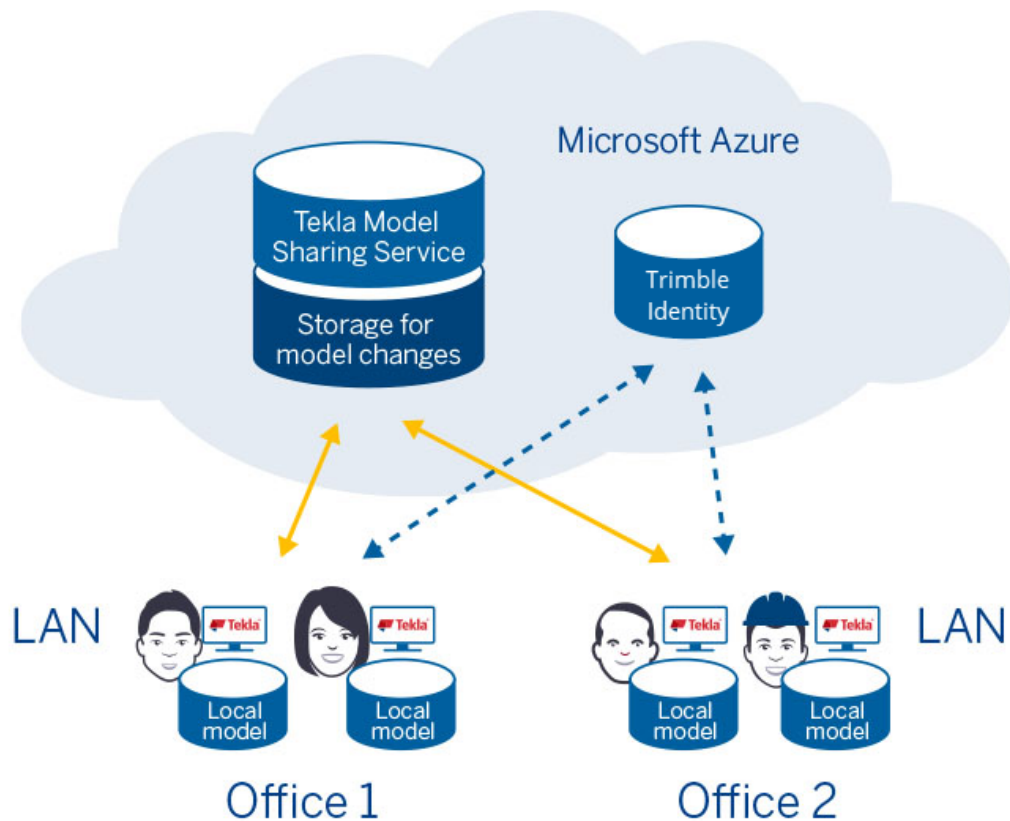 Microsoft Azure
Tekla Model
Sharing Service
Storage for
model changes
Trimble
Identity
LAN
Tekla
Tekla
Tekla
Tekla
LAN
Local
model
Local
model
Local
model
Local
model
Office 1
Office 2